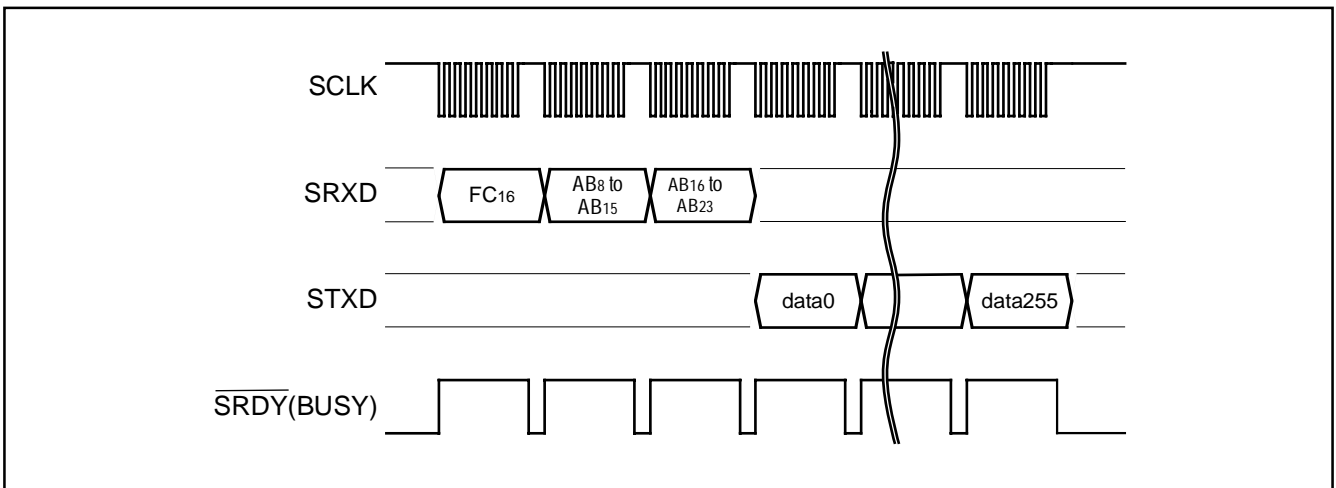 SCLK
SRXD
FC16
AB8 to
AB15
AB16 to
AB23
STXD
data0
data255
SRDY(BUSY)